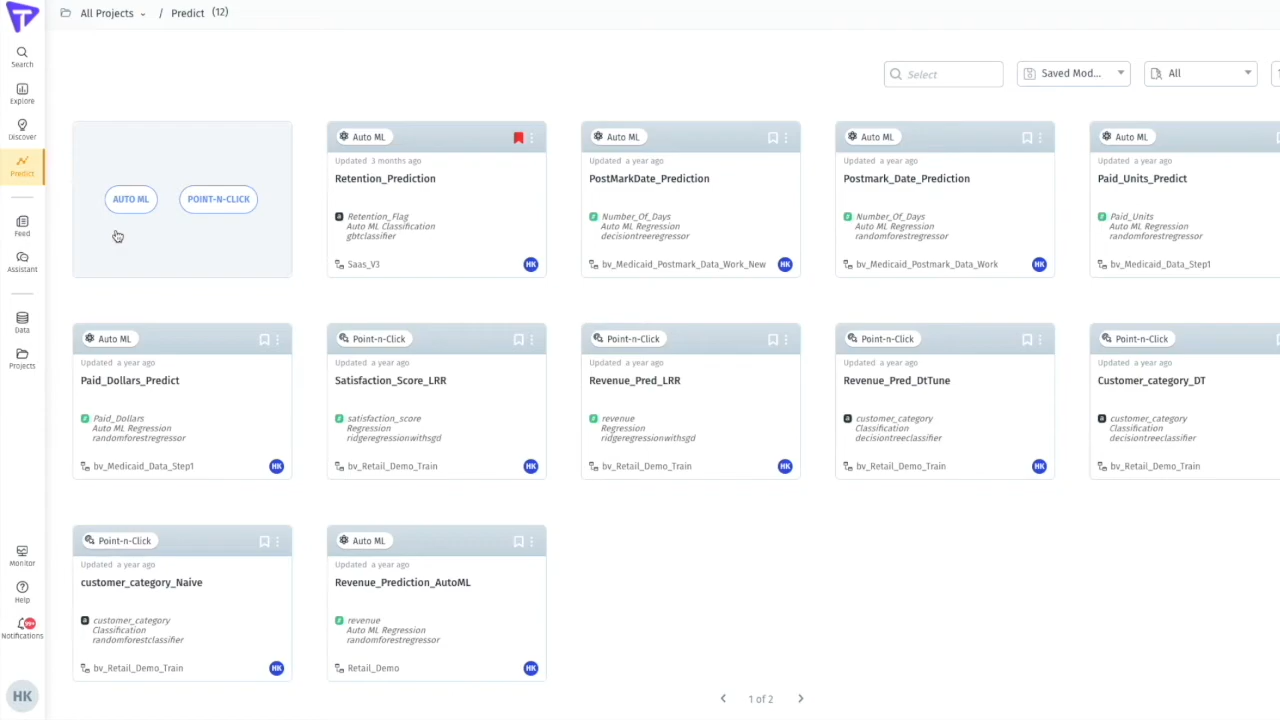 All Projects / Predict (12)
Search
Explore
Discover
Predict
Feed
Assistant
Data
Projects
Monitor
Help
99+
Notifications
HK
Select
Saved Mod...
All
AUTO ML
POINT-N-CLICK
Auto ML
Updated 3 months ago
Retention_Prediction
Retention_Flag
Auto ML Classification
gbtclassifier
Saas_V3
HK
Auto ML
Updated a year ago
PostMarkDate_Prediction
Number_Of_Days
Auto ML Regression
decisiontreeregressor
bv_Medicaid_Postmark_Data_Work_New
HK
Auto ML
Updated a year ago
Postmark_Date_Prediction
Number_Of_Days
Auto ML Regression
randomforestregressor
bv_Medicaid_Postmark_Data_Work
HK
Auto ML
Updated a year ago
Paid_Units_Predict
Paid_Units
Auto ML Regression
randomforestregressor
bv_Medicaid_Data_Step1
Auto ML
Updated a year ago
Paid_Dollars_Predict
Paid_Dollars
Auto ML Regression
randomforestregressor
bv_Medicaid_Data_Step1
HK
Point-n-Click
Updated a year ago
Satisfaction_Score_LRR
satisfaction_score
Regression
ridgeregressionwithsgd
bv_Retail_Demo_Train
HK
Point-n-Click
Updated a year ago
Revenue_Pred_LRR
revenue
Regression
ridgeregressionwithsgd
bv_Retail_Demo_Train
HK
Point-n-Click
Updated a year ago
Revenue_Pred_DtTune
customer_category
Classification
decisiontreeclassifier
bv_Retail_Demo_Train
HK
Point-n-Click
Updated a year ago
Customer_category_DT
customer_category
Classification
decisiontreeclassifier
bv_Retail_Demo_Train
Point-n-Click
Updated a year ago
customer_category_Naive
customer_category
Classification
randomforestclassifier
bv_Retail_Demo_Train
HK
Auto ML
Updated a year ago
Revenue_Prediction_AutoML
revenue
Auto ML Regression
randomforestregressor
Retail_Demo
HK
1 of 2